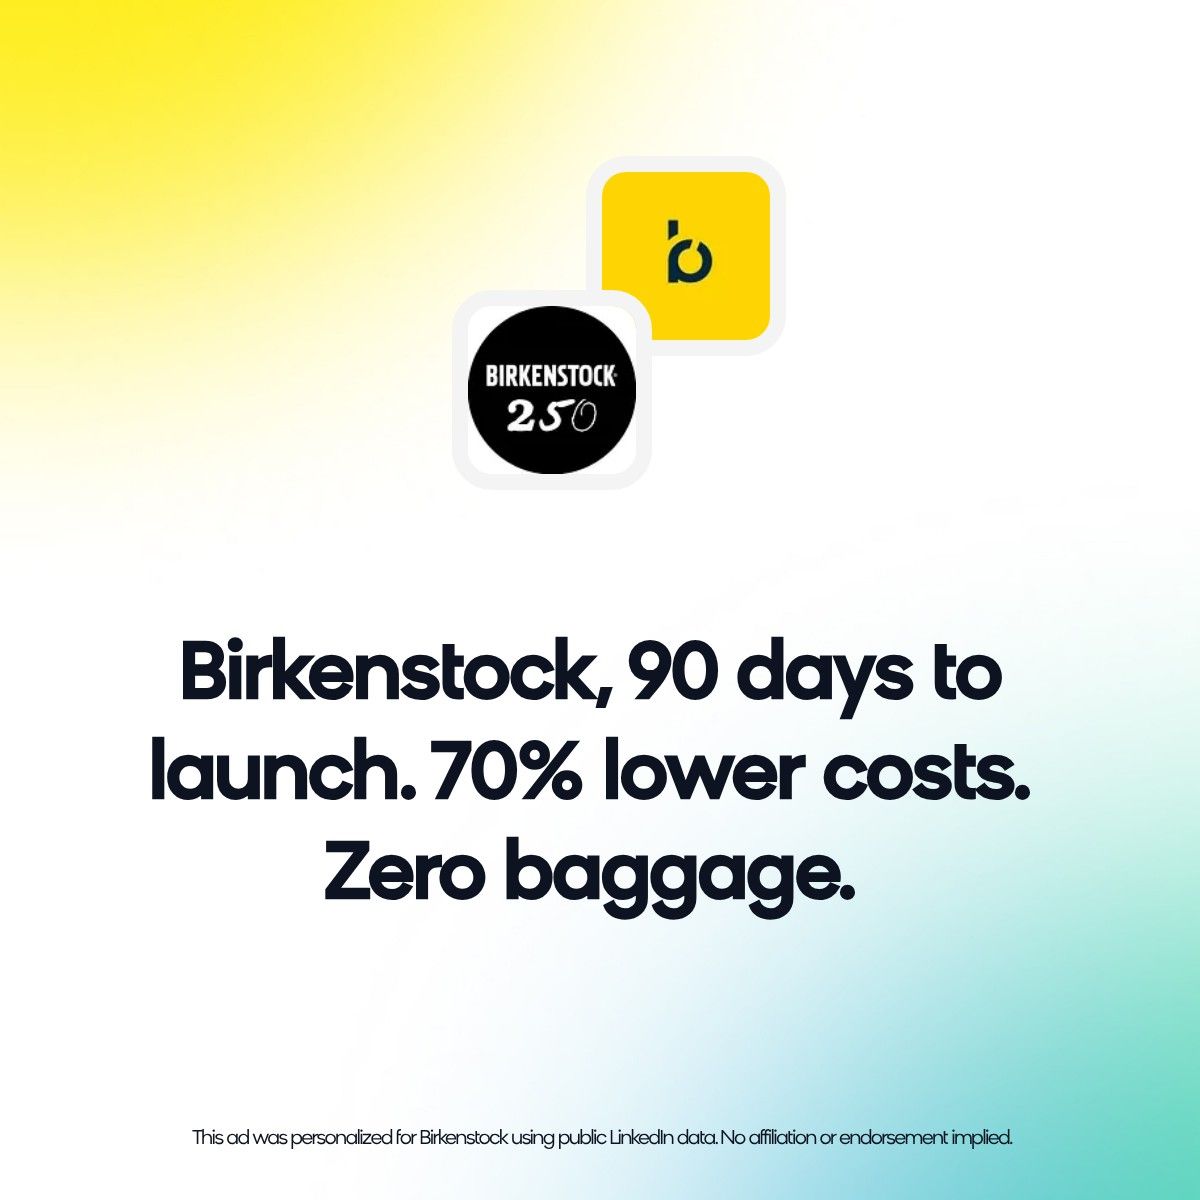 b
BIRKENSTOCK
250
Birkenstock, 90 days to
launch. 70% lower costs.
Zero baggage.
This ad was personalized for Birkenstock using public LinkedIn data. No affiliation or endorsement implied.